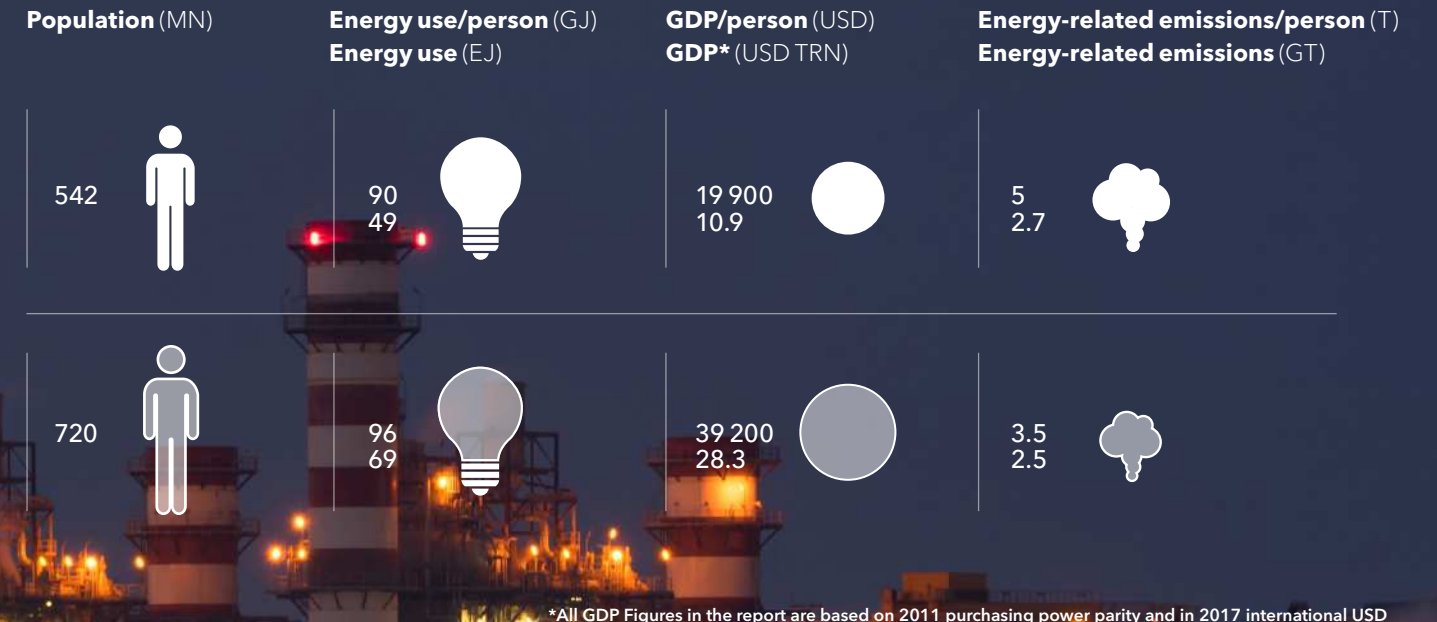 Population (MN)
Energy use/person (GJ)
Energy use (EJ)
GDP/person (USD)
GDP* (USD TRN)
Energy-related emissions/person (T)
Energy-related emissions (GT)
542
90
49
19 900
10.9
5
2.7
720
96
69
39 200
28.3
3.5
2.5
*All GDP Figures in the report are based on 2011 purchasing power parity and in 2017 international USD